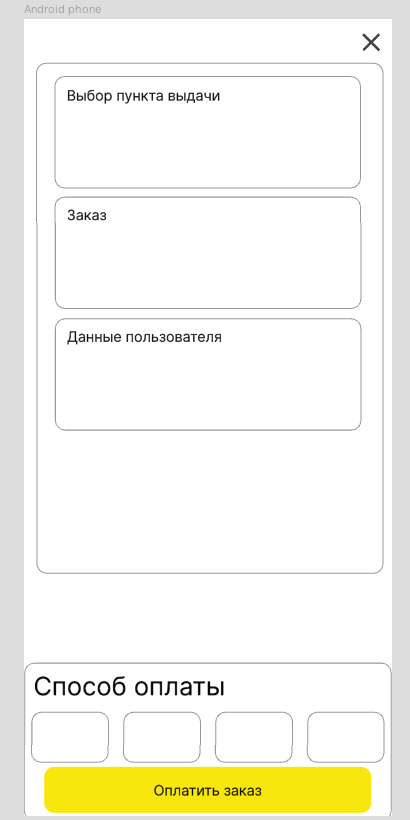 Android phone
Выбор пункта выдачи
Заказ
Данные пользователя
Способ оплаты
Оплатить заказ